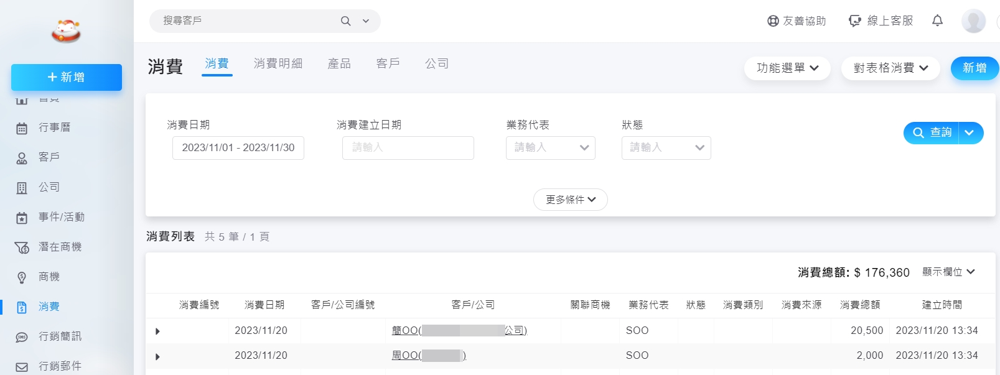 搜尋客戶
友善協助
線上客服
+ 新增
首頁
行事曆
客戶
公司
事件/活動
潛在商機
商機
消費
行銷簡訊
行銷郵件
消費
消費
消費明細
產品
客戶
公司
功能選單
對表格消費
新增
消費日期
消費建立日期
業務代表
狀態
2023/11/01 - 2023/11/30
請輸入
請輸入
請輸入
查詢
更多條件
消費列表 共 5 筆 / 1 頁
消費總額: $ 176,360 顯示欄位
消費編號 消費日期 客戶/公司編號 客戶/公司 關聯商機 業務代表 狀態 消費類別 消費來源 消費總額 建立時間
2023/11/20 簡OO( 公司) SOO 20,500 2023/11/20 13:34
2023/11/20 周OO( ) SOO 2,000 2023/11/20 13:34